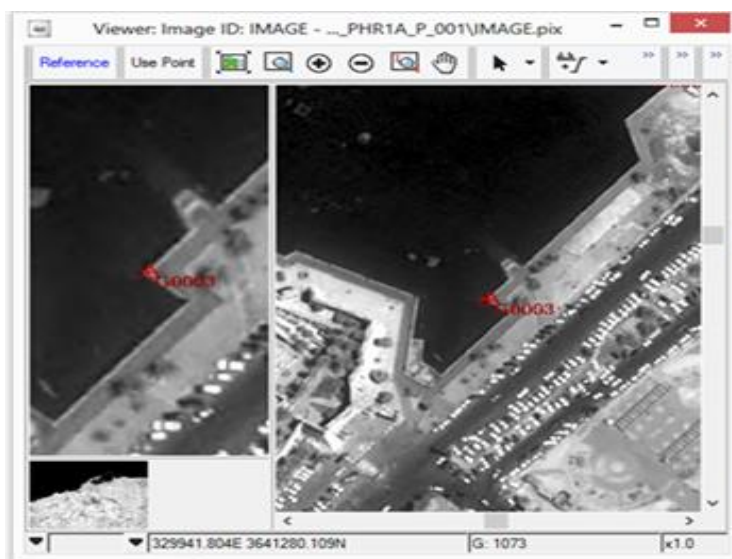 Viewer: Image ID: IMAGE - ..._PHR1A_P_001\IMAGE.pix
Reference Use Point
G0003
G0003
329941.804E 3641280.109N G: 1073 x1.0